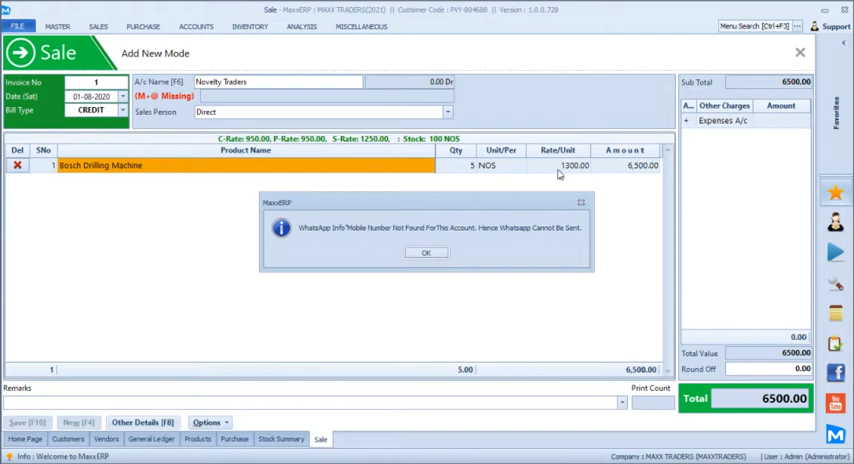 Sale - MaxxERP : MAXX TRADERS(2021) || Customer Code : PVY-804688 || Version : 1.0.0.728
FILE MASTER SALES PURCHASE ACCOUNTS INVENTORY ANALYSIS MISCELLANEOUS Menu Search [Ctrl+F3] ... Support
Sale Add New Mode
Invoice No 1 A/c Name [F6] Novelty Traders 0.00 Dr Sub Total 6500.00
Date (Sat) 01-08-2020 (M+@ Missing)
Bill Type CREDIT Sales Person Direct
A... Other Charges Amount
+ Expenses A/c
Favorites
C-Rate: 950.00, P-Rate: 950.00, S-Rate: 1250.00, : Stock: 100 NOS
Del SNo Product Name Qty Unit/Per Rate/Unit A m o u n t
1 Bosch Drilling Machine 5 NOS 1300.00 6,500.00
MaxxERP
WhatsApp Info"Mobile Number Not Found ForThis Account. Hence Whatsapp Cannot Be Sent.
OK
0.00
Total Value 6500.00
1 5.00 6,500.00 Round Off 0.00
Remarks Print Count
Total 6500.00
Save [F10] New [F4] Other Details [F8] Options
Home Page Customers Vendors General Ledger Products Purchase Stock Summary Sale
Info : Welcome to MaxxERP Company : MAXX TRADERS(MAXXTRADERS) User : Admin (Administrator)